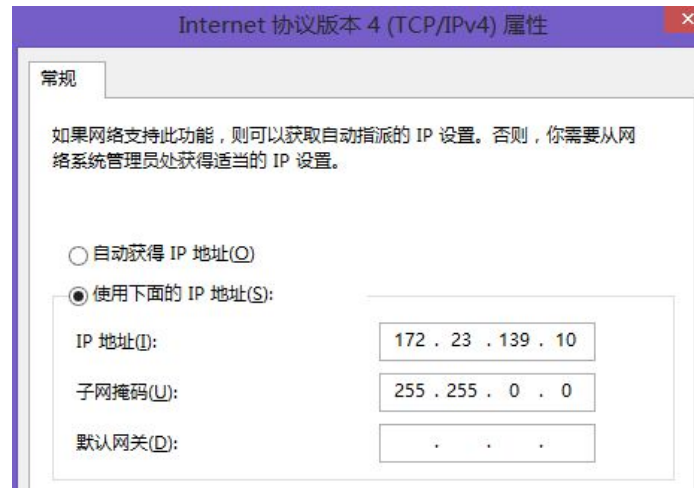 Internet 协议版本 4 (TCP/IPv4) 属性
常规
如果网络支持此功能，则可以获取自动指派的 IP 设置。否则，你需要从网
络系统管理员处获得适当的 IP 设置。
自动获得 IP 地址(O)
使用下面的 IP 地址(S):
IP 地址(I):
172 . 23 . 139 . 10
子网掩码(U):
255 . 255 . 0 . 0
默认网关(D):
. . .